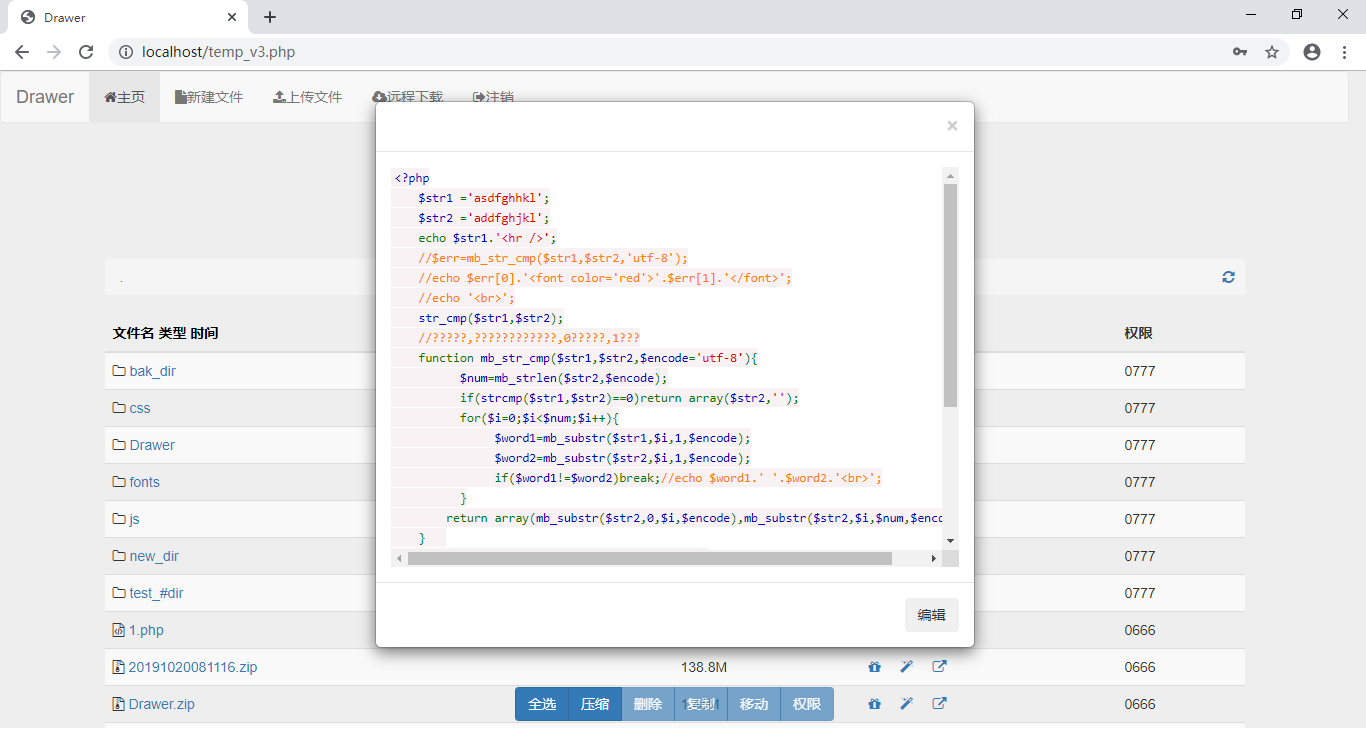 Drawer
localhost/temp_v3.php
Drawer 主页 新建文件 上传文件 远程下载 注销
×
<?php
$str1 ='asdfghhkl';
$str2 ='addfghjkl';
echo $str1.'<hr />';
//$err=mb_str_cmp($str1,$str2,'utf-8');
//echo $err[0].'<font color='red'>'.$err[1].'</font>';
//echo '<br>';
str_cmp($str1,$str2);
//?????,????????????,0?????,1???
function mb_str_cmp($str1,$str2,$encode='utf-8'){
$num=mb_strlen($str2,$encode);
if(strcmp($str1,$str2)==0)return array($str2,'');
for($i=0;$i<$num;$i++){
$word1=mb_substr($str1,$i,1,$encode);
$word2=mb_substr($str2,$i,1,$encode);
if($word1!=$word2)break;//echo $word1.' '.$word2.'<br>';
}
return array(mb_substr($str2,0,$i,$encode),mb_substr($str2,$i,$num,$enco
}
编辑
.
文件名 类型 时间 权限
bak_dir 0777
css 0777
Drawer 0777
fonts 0777
js 0777
new_dir 0777
test_#dir 0777
1.php 0666
20191020081116.zip 138.8M 0666
Drawer.zip 0666
全选 压缩 删除 复制 移动 权限